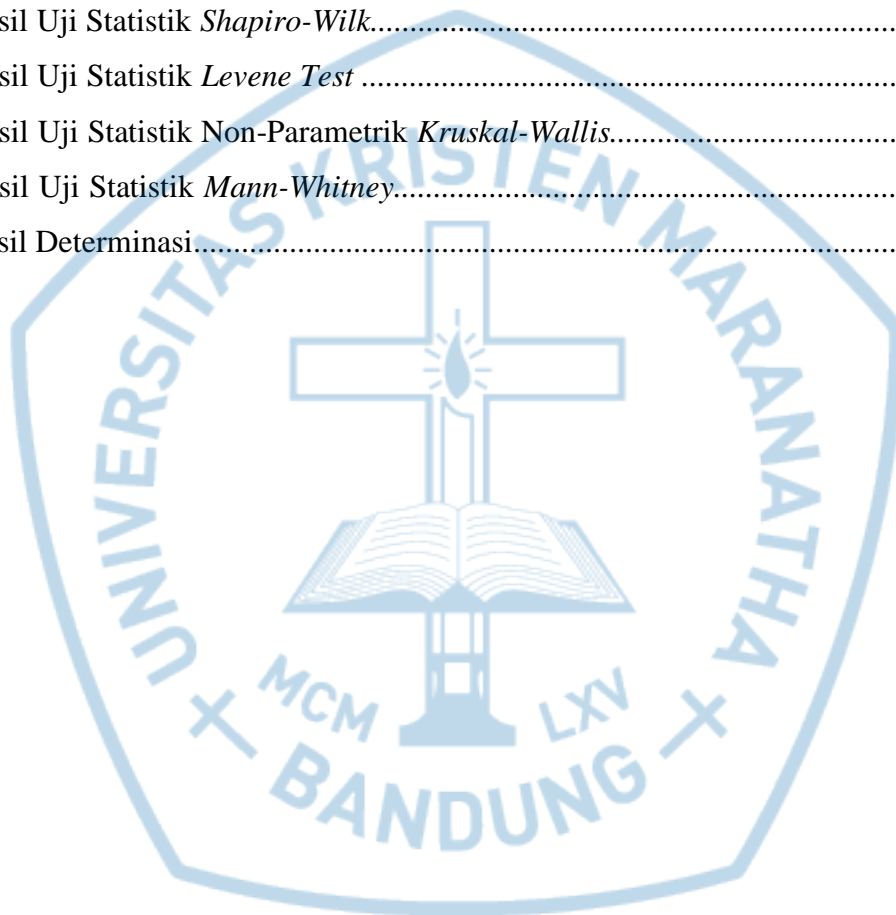 sil Uji Statistik Shapiro-Wilk....................................................................
sil Uji Statistik Levene Test ....................................................................
sil Uji Statistik Non-Parametrik Kruskal-Wallis.....................................
sil Uji Statistik Mann-Whitney.................................................................
sil Determinasi..........................................................................................
UNIVERSITAS KRISTEN MARANATHA
MCM LXV
BANDUNG